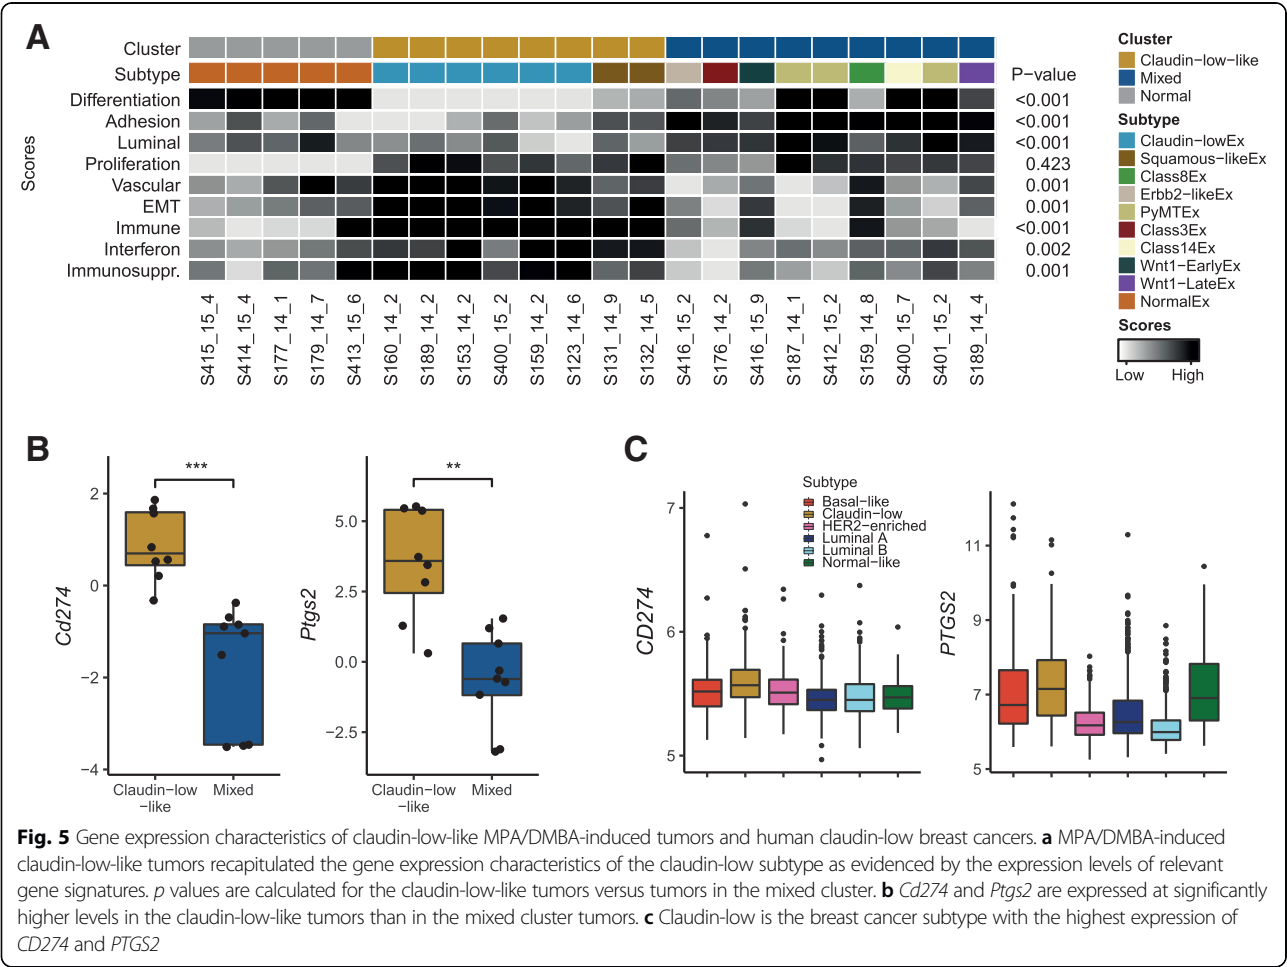 A
Cluster
Subtype
P−value
Differentiation <0.001
Adhesion <0.001
Luminal <0.001
Proliferation 0.423
Vascular 0.001
EMT 0.001
Immune <0.001
Interferon 0.002
Immunosuppr. 0.001
Scores
S415_15_4
S414_15_4
S177_14_1
S179_14_7
S413_15_6
S160_14_2
S189_14_2
S153_14_2
S400_15_2
S159_14_2
S123_14_6
S131_14_9
S132_14_5
S416_15_2
S176_14_2
S416_15_9
S187_14_1
S412_15_2
S159_14_8
S400_15_7
S401_15_2
S189_14_4
Cluster
Claudin−low−like
Mixed
Normal
Subtype
Claudin−lowEx
Squamous−likeEx
Class8Ex
Erbb2−likeEx
PyMTEx
Class3Ex
Class14Ex
Wnt1−EarlyEx
Wnt1−LateEx
NormalEx
Scores
Low High
B
***
2
0
−2
−4
Cd274
Claudin−low
−like
Mixed
**
5.0
2.5
0.0
−2.5
Ptgs2
Claudin−low
−like
Mixed
C
7
6
5
CD274
Subtype
Basal−like
Claudin−low
HER2−enriched
Luminal A
Luminal B
Normal−like
11
9
7
5
PTGS2
Fig. 5 Gene expression characteristics of claudin-low-like MPA/DMBA-induced tumors and human claudin-low breast cancers. a MPA/DMBA-induced
claudin-low-like tumors recapitulated the gene expression characteristics of the claudin-low subtype as evidenced by the expression levels of relevant
gene signatures. p values are calculated for the claudin-low-like tumors versus tumors in the mixed cluster. b Cd274 and Ptgs2 are expressed at significantly
higher levels in the claudin-low-like tumors than in the mixed cluster tumors. c Claudin-low is the breast cancer subtype with the highest expression of
CD274 and PTGS2